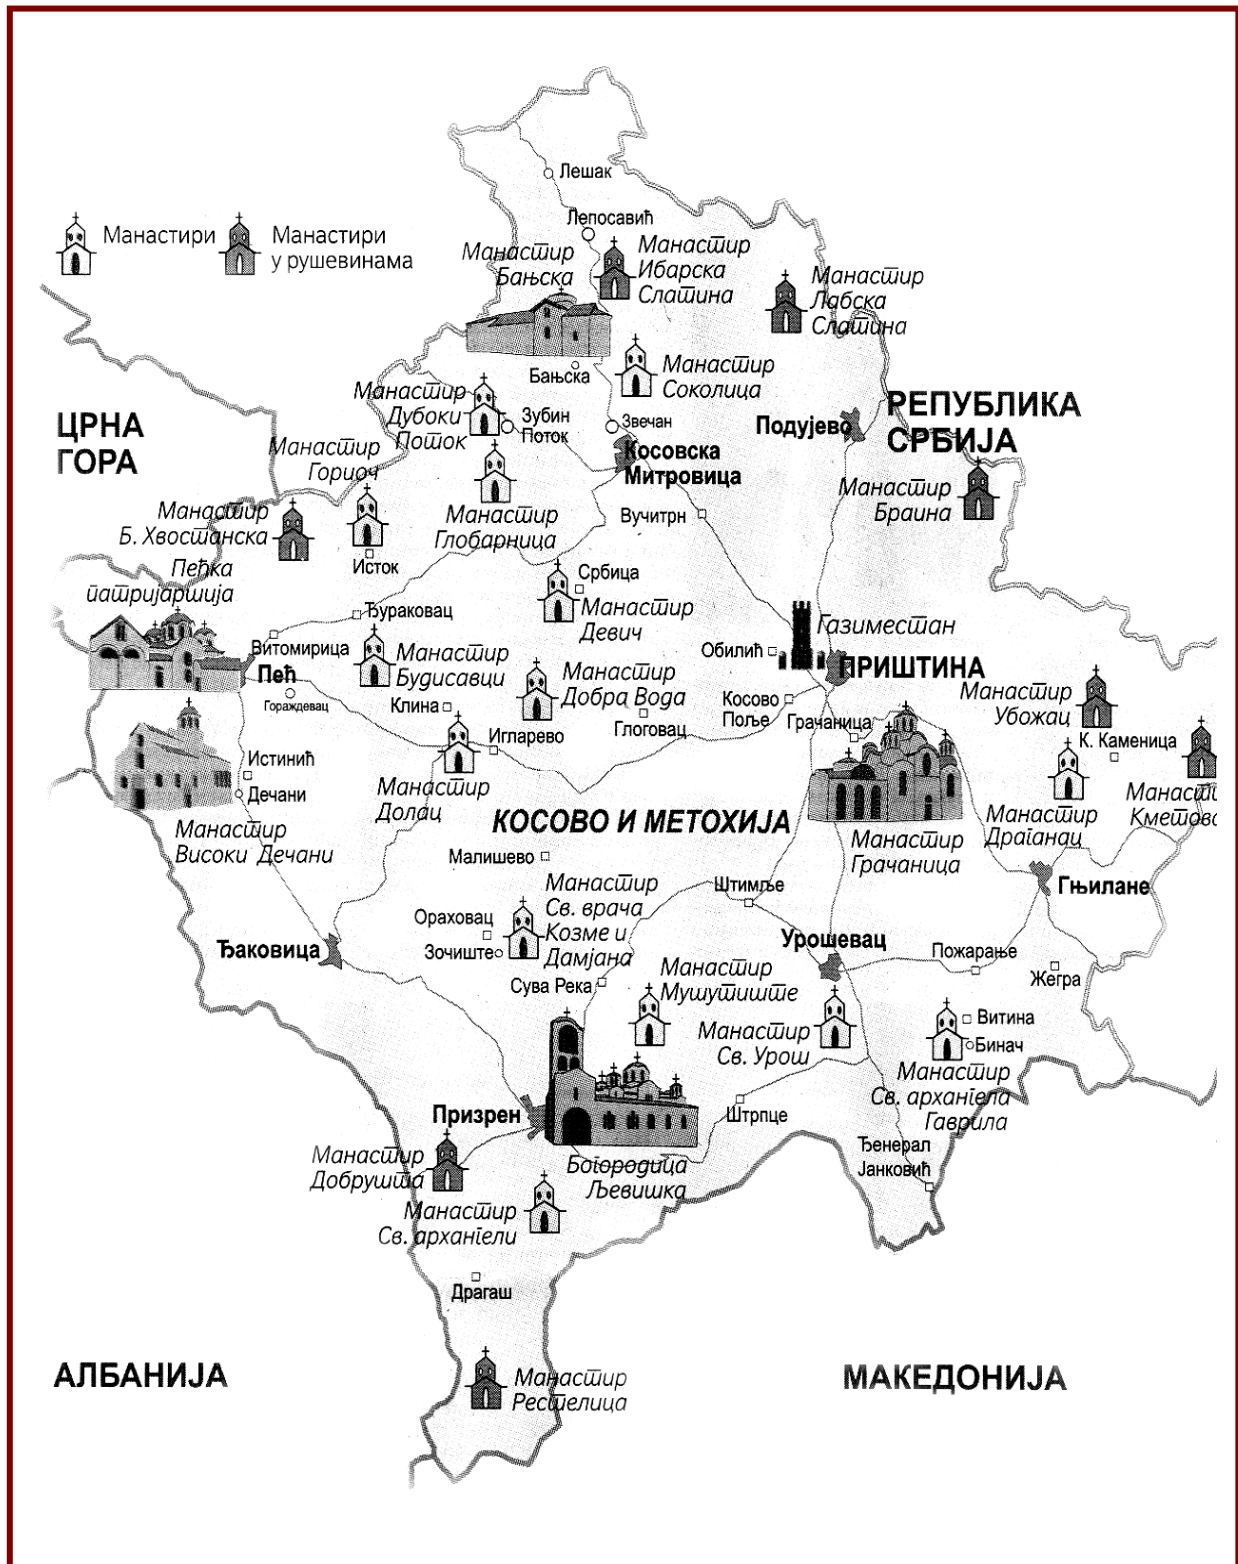 Лешак
Лепосавић
Манастири
Манастири
у рушевинама
Манастир
Бањска
Манастир
Ибарска
Слатина
Манастир
Лабска
Слатина
Бањска
Манастир
Соколица
Манастир
Дубоки
Поток
Зубин
Поток
Звечан
Подујево
РЕПУБЛИКА
СРБИЈА
ЦРНА
ГОРА
Манастир
Гориоч
Косовска
Митровица
Манастир
Браина
Манастир
Б. Хвостанска
Манастир
Глобарница
Вучитрн
Исток
Пећка
патријаршија
Србица
Манастир
Девич
Ђураковац
Газиместан
Витомирица
Манастир
Будисавци
Обилић
ПРИШТИНА
Пећ
Манастир
Добра Вода
Манастир
Убожац
Гораждевац
Клина
Косово
Поље
Глоговац
Грачаница
Игларево
К. Каменица
Истинић
Дечани
Манастир
Долац
Манасти
Кметовс
КОСОВО И МЕТОХИЈА
Манастир
Драганац
Манастир
Високи Дечани
Манастир
Грачаница
Малишево
Манастир
Св. врача
Козме и
Дамјана
Штимље
Гњилане
Ораховац
Зочиште
Ђаковица
Урошевац
Пожарање
Жегра
Сува Река
Манастир
Мушутиште
Манастир
Св. Урош
Витина
Бинач
Манастир
Св. архангела
Гаврила
Призрен
Штрпце
Ђенерал
Јанковић
Манастир
Добрушта
Богородица
Љевишка
Манастир
Св. архангели
Драгаш
АЛБАНИЈА
МАКЕДОНИЈА
Манастир
Рестелица